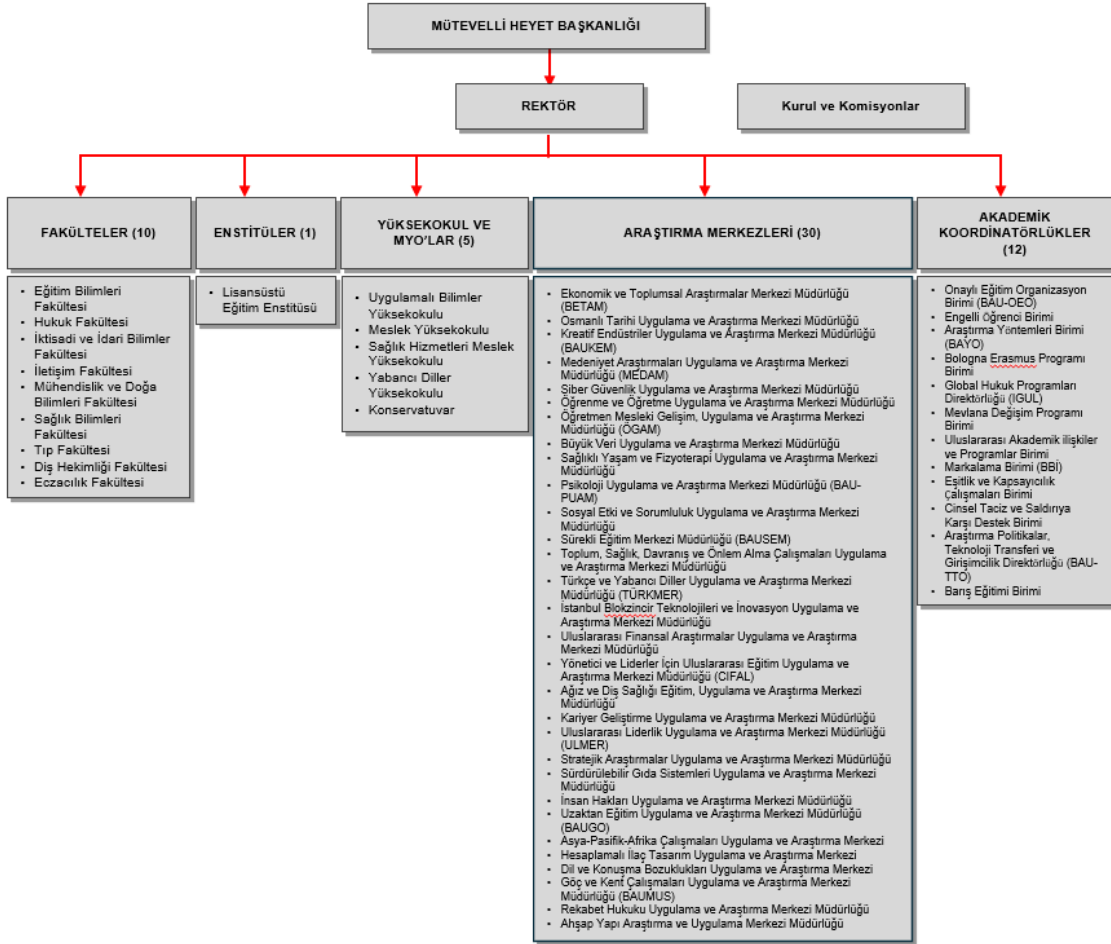 MÜTEVELLİ HEYET BAŞKANLIĞI
REKTÖR
Kurul ve Komisyonlar
FAKÜLTELER (10)
• Eğitim Bilimleri
Fakültesi
• Hukuk Fakültesi
• İktisadi ve İdari Bilimler
Fakültesi
• İletişim Fakültesi
• Mühendislik ve Doğa
Bilimleri Fakültesi
• Sağlık Bilimleri
Fakültesi
• Tıp Fakültesi
• Diş Hekimliği Fakültesi
• Eczacılık Fakültesi
ENSTİTÜLER (1)
• Lisansüstü
Eğitim Enstitüsü
YÜKSEKOKUL VE
MYO'LAR (5)
• Uygulamalı Bilimler
Yüksekokulu
• Meslek Yüksekokulu
• Sağlık Hizmetleri Meslek
Yüksekokulu
• Yabancı Diller
Yüksekokulu
• Konservatuvar
ARAŞTIRMA MERKEZLERİ (30)
• Ekonomik ve Toplumsal Araştırmalar Merkezi Müdürlüğü
(BETAM)
• Osmanlı Tarihi Uygulama ve Araştırma Merkezi Müdürlüğü
• Kreatif Endüstriler Uygulama ve Araştırma Merkezi Müdürlüğü
(BAUKEM)
• Medeniyet Araştırmaları Uygulama ve Araştırma Merkezi
Müdürlüğü (MEDAM)
• Siber Güvenlik Uygulama ve Araştırma Merkezi Müdürlüğü
• Öğrenme ve Öğretme Uygulama ve Araştırma Merkezi Müdürlüğü
• Öğretmen Mesleki Gelişim, Uygulama ve Araştırma Merkezi
Müdürlüğü (ÖGAM)
• Büyük Veri Uygulama ve Araştırma Merkezi Müdürlüğü
• Sağlıklı Yaşam ve Fizyoterapi Uygulama ve Araştırma Merkezi
Müdürlüğü
• Psikoloji Uygulama ve Araştırma Merkezi Müdürlüğü (BAU-
PUAM)
• Sosyal Etki ve Sorumluluk Uygulama ve Araştırma Merkezi
Müdürlüğü
• Sürekli Eğitim Merkezi Müdürlüğü (BAUSEM)
• Toplum, Sağlık, Davranış ve Önlem Alma Çalışmaları Uygulama
ve Araştırma Merkezi Müdürlüğü
• Türkçe ve Yabancı Diller Uygulama ve Araştırma Merkezi
Müdürlüğü (TÜRKMER)
• İstanbul Blokzincir Teknolojileri ve İnovasyon Uygulama ve
Araştırma Merkezi Müdürlüğü
• Uluslararası Finansal Araştırmalar Uygulama ve Araştırma
Merkezi Müdürlüğü
• Yönetici ve Liderler İçin Uluslararası Eğitim Uygulama ve
Araştırma Merkezi Müdürlüğü (CIFAL)
• Ağız ve Diş Sağlığı Eğitim, Uygulama ve Araştırma Merkezi
Müdürlüğü
• Kariyer Geliştirme Uygulama ve Araştırma Merkezi Müdürlüğü
• Uluslararası Liderlik Uygulama ve Araştırma Merkezi Müdürlüğü
(ULMER)
• Stratejik Araştırmalar Uygulama ve Araştırma Merkezi Müdürlüğü
• Sürdürülebilir Gıda Sistemleri Uygulama ve Araştırma Merkezi
Müdürlüğü
• İnsan Hakları Uygulama ve Araştırma Merkezi Müdürlüğü
• Uzaktan Eğitim Uygulama ve Araştırma Merkezi Müdürlüğü
(BAUGO)
• Asya-Pasifik-Afrika Çalışmaları Uygulama ve Araştırma Merkezi
• Hesaplamalı İlaç Tasarım Uygulama ve Araştırma Merkezi
• Dil ve Konuşma Bozuklukları Uygulama ve Araştırma Merkezi
• Göç ve Kent Çalışmaları Uygulama ve Araştırma Merkezi
Müdürlüğü (BAUMUS)
• Rekabet Hukuku Uygulama ve Araştırma Merkezi Müdürlüğü
• Ahşap Yapı Araştırma ve Uygulama Merkezi Müdürlüğü
AKADEMİK
KOORDİNATÖRLÜKLER
(12)
• Onaylı Eğitim Organizasyon
Birimi (BAU-OEO)
• Engelli Öğrenci Birimi
• Araştırma Yöntemleri Birimi
(BAYO)
• Bologna Erasmus Programı
Birimi
• Global Hukuk Programları
Direktörlüğü (IGUL)
• Mevlana Değişim Programı
Birimi
• Uluslararası Akademik ilişkiler
ve Programlar Birimi
• Markalama Birimi (BBİ)
• Eşitlik ve Kapsayıcılık
Çalışmaları Birimi
• Cinsel Taciz ve Saldırıya
Karşı Destek Birimi
• Araştırma Politikalar,
Teknoloji Transferi ve
Girişimcilik Direktörlüğü (BAU-
TTO)
• Barış Eğitimi Birimi